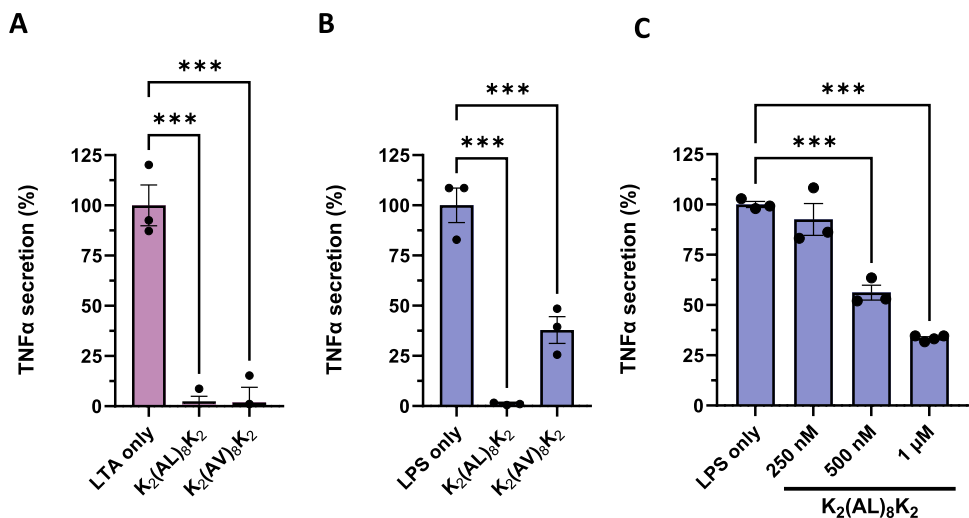 A
TNFα secretion (%)
125
100
75
50
25
0
***
***
LTA only
K₂(AL)₈K₂
K₂(AV)₈K₂
B
TNFα secretion (%)
125
100
75
50
25
0
***
***
LPS only
K₂(AL)₈K₂
K₂(AV)₈K₂
C
TNFα secretion (%)
125
100
75
50
25
0
***
***
LPS only
250 nM
500 nM
1 µM
K₂(AL)₈K₂